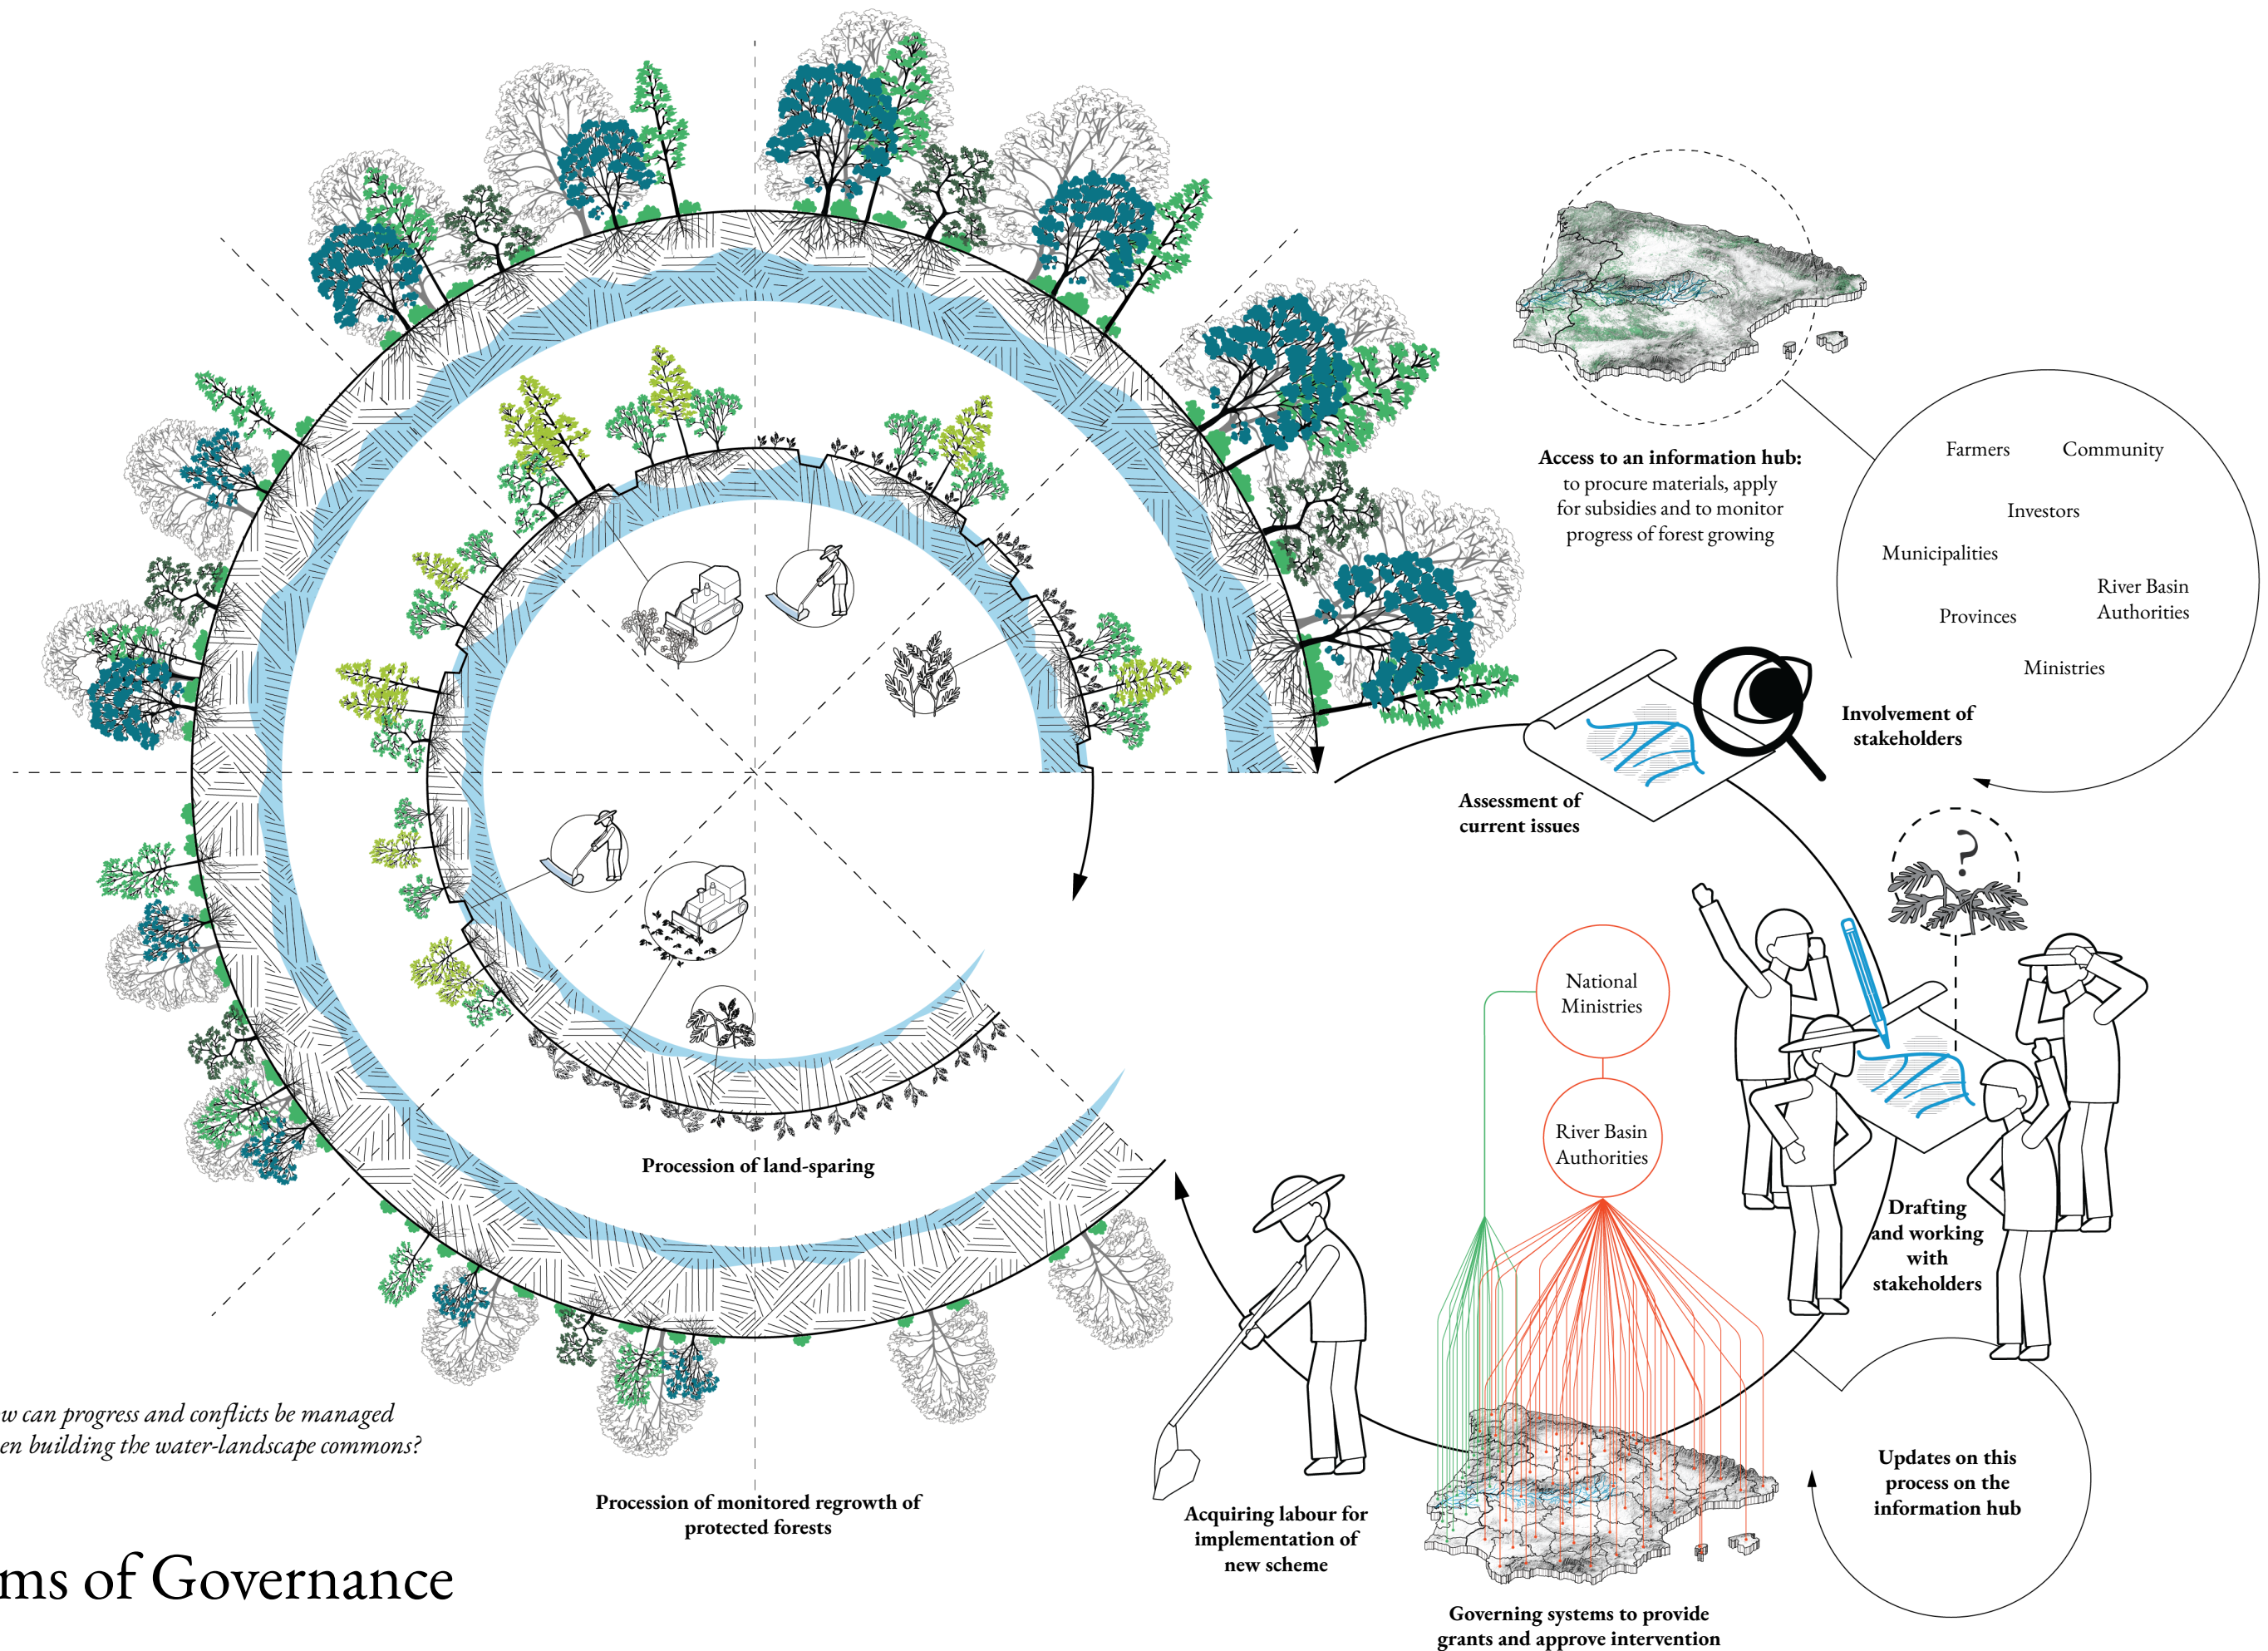 Farmers
Community
Investors
Municipalities
River Basin
Authorities
Provinces
Ministries
Access to an information hub:
to procure materials, apply
for subsidies and to monitor
progress of forest growing
Involvement of
stakeholders
Assessment of
current issues
?
National
Ministries
River Basin
Authorities
Drafting
and working
with
stakeholders
Procession of land-sparing
can progress and conflicts be managed
building the water-landscape commons?
Procession of monitored regrowth of
protected forests
Acquiring labour for
implementation of
new scheme
Updates on this
process on the
information hub
of Governance
Governing systems to provide
grants and approve intervention